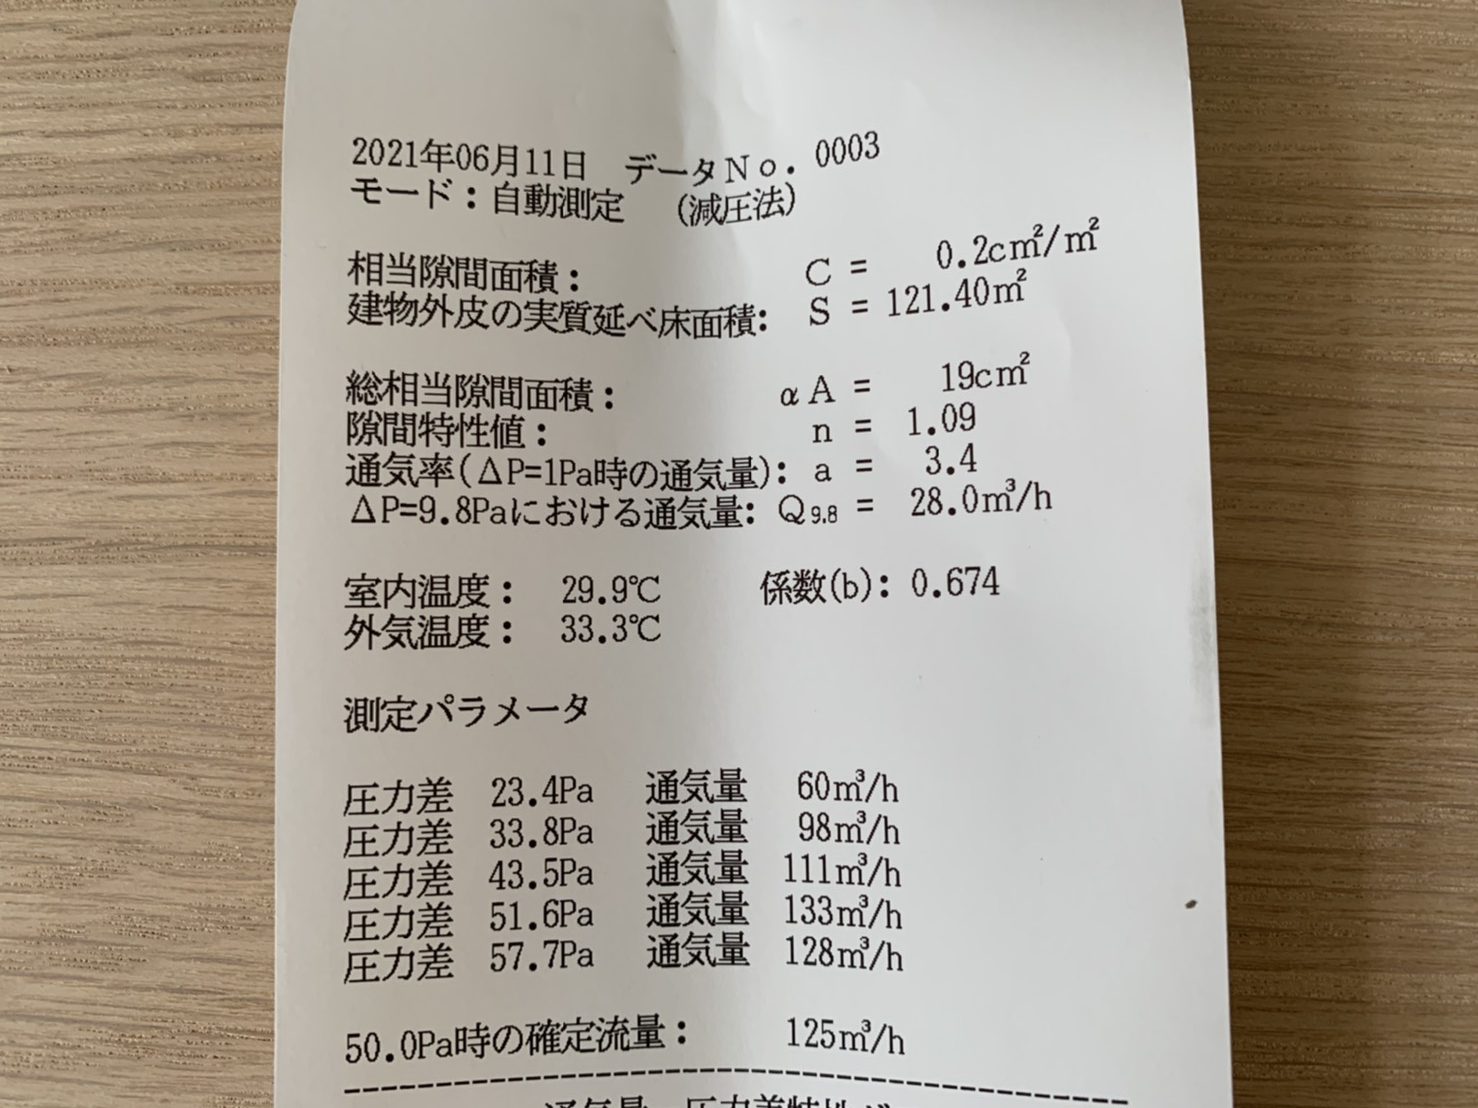 2021年06月11日 データNo. 0003
モード：自動測定 (減圧法)
相当隙間面積： C = 0.2c㎡/㎡
建物外皮の実質延べ床面積： S = 121.40㎡
総相当隙間面積： αA = 19c㎡
隙間特性値： n = 1.09
通気率(ΔP=1Pa時の通気量)： a = 3.4
ΔP=9.8Paにおける通気量： Q9.8 = 28.0㎥/h
室内温度： 29.9℃ 係数(b)： 0.674
外気温度： 33.3℃
測定パラメータ
圧力差 23.4Pa 通気量 60㎥/h
圧力差 33.8Pa 通気量 98㎥/h
圧力差 43.5Pa 通気量 111㎥/h
圧力差 51.6Pa 通気量 133㎥/h
圧力差 57.7Pa 通気量 128㎥/h
50.0Pa時の確定流量： 125㎥/h
通気量 圧力差特性